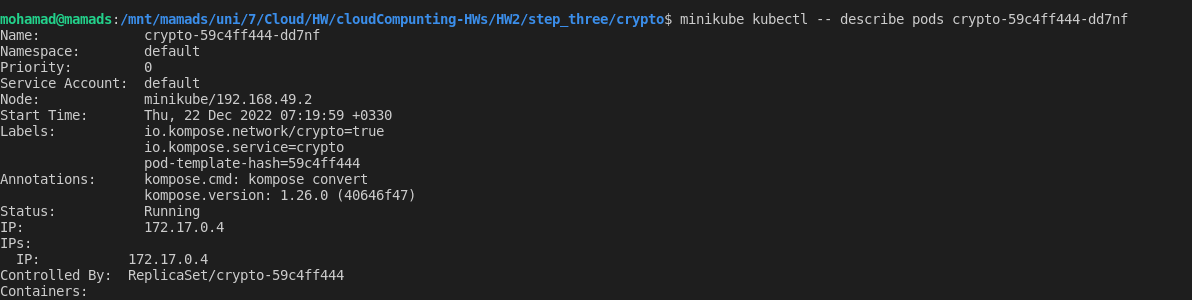 mohamad@mamads:/mnt/mamads/uni/7/Cloud/HW/cloudCompunting-HWs/HW2/step_three/crypto$ minikube kubectl -- describe pods crypto-59c4ff444-dd7nf
Name:             crypto-59c4ff444-dd7nf
Namespace:        default
Priority:         0
Service Account:  default
Node:             minikube/192.168.49.2
Start Time:       Thu, 22 Dec 2022 07:19:59 +0330
Labels:           io.kompose.network/crypto=true
                  io.kompose.service=crypto
                  pod-template-hash=59c4ff444
Annotations:      kompose.cmd: kompose convert
                  kompose.version: 1.26.0 (40646f47)
Status:           Running
IP:               172.17.0.4
IPs:
  IP:           172.17.0.4
Controlled By:  ReplicaSet/crypto-59c4ff444
Containers: